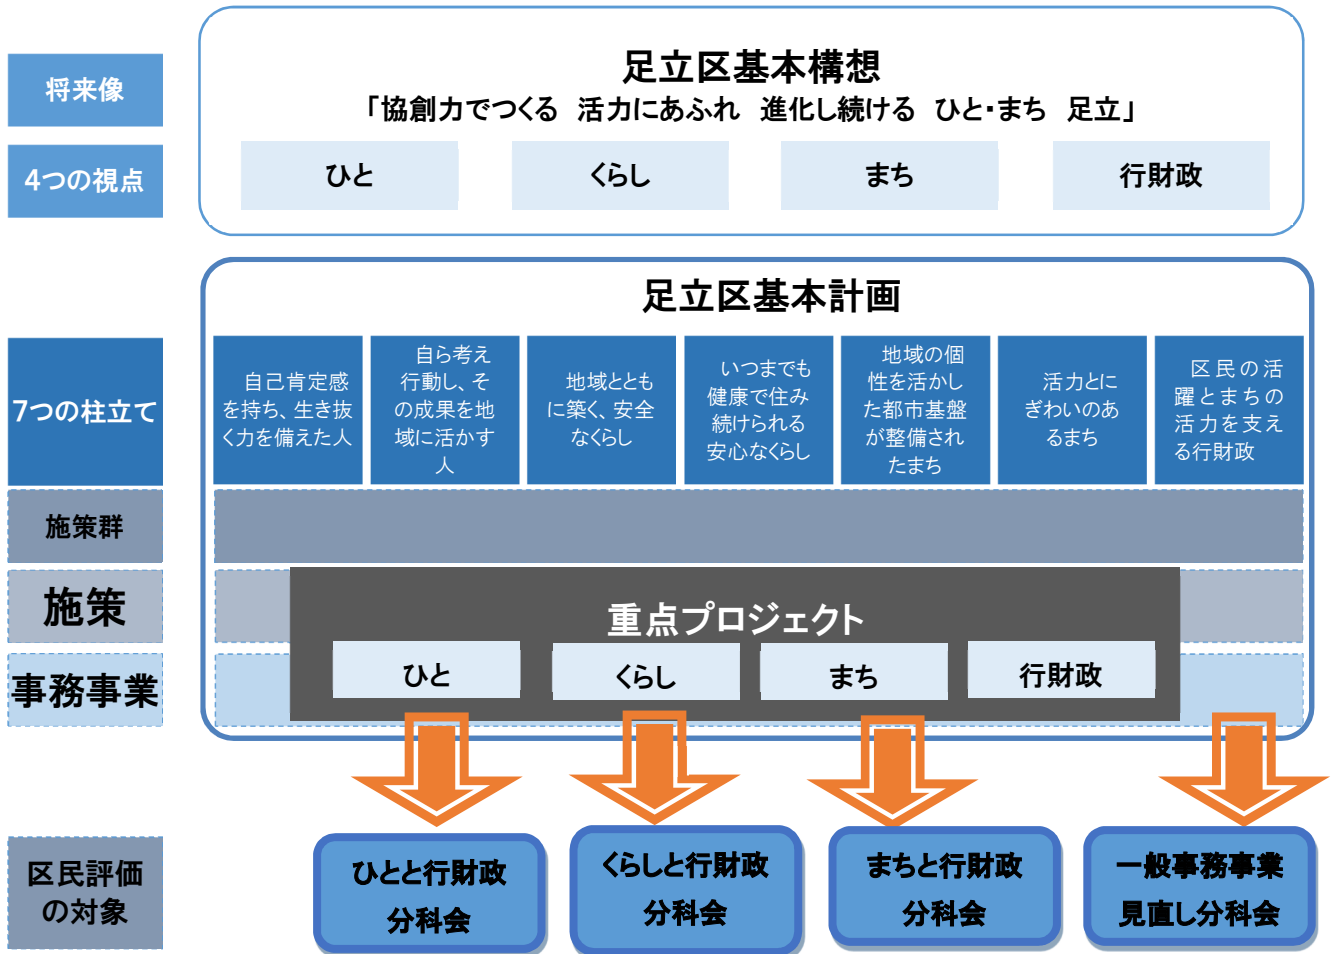 将来像
足立区基本構想
「協創力でつくる　活力にあふれ　進化し続ける　ひと・まち　足立」
4つの視点
ひと
くらし
まち
行財政
足立区基本計画
7つの柱立て
自己肯定感
を持ち、生き抜
く力を備えた人
自ら考え
行動し、そ
の成果を地
域に活かす
人
地域ととも
に築く、安全
なくらし
いつまでも
健康で住み
続けられる
安心なくらし
地域の個
性を活かし
た都市基盤
が整備され
たまち
活力とに
ぎわいのあ
るまち
区民の活
躍とまちの
活力を支え
る行財政
施策群
施策
重点プロジェクト
事務事業
ひと
くらし
まち
行財政
区民評価
の対象
ひとと行財政
分科会
くらしと行財政
分科会
まちと行財政
分科会
一般事務事業
見直し分科会